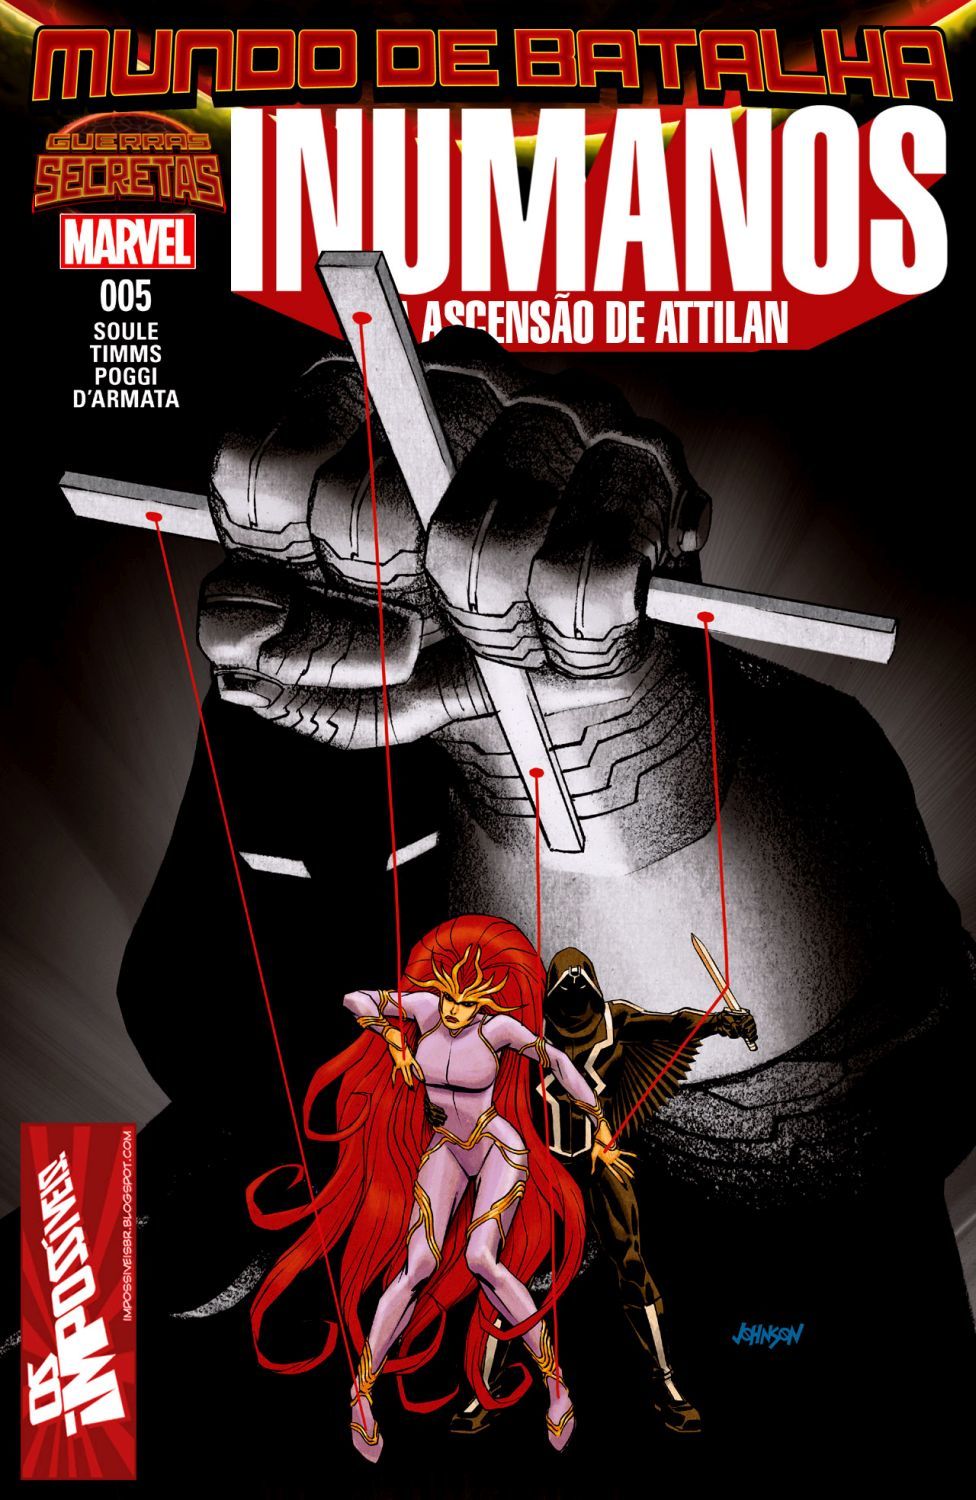 MUNDO DE BATALHA
GUERRAS
SECRETAS
INUMANOS
A ASCENSÃO DE ATTILAN
MARVEL
005
SOULE
TIMMS
POGGI
D'ARMATA
OS
IMPOSSÍVEIS.
IMPOSSIVEISBR.BLOGSPOT.COM
JOHNSON